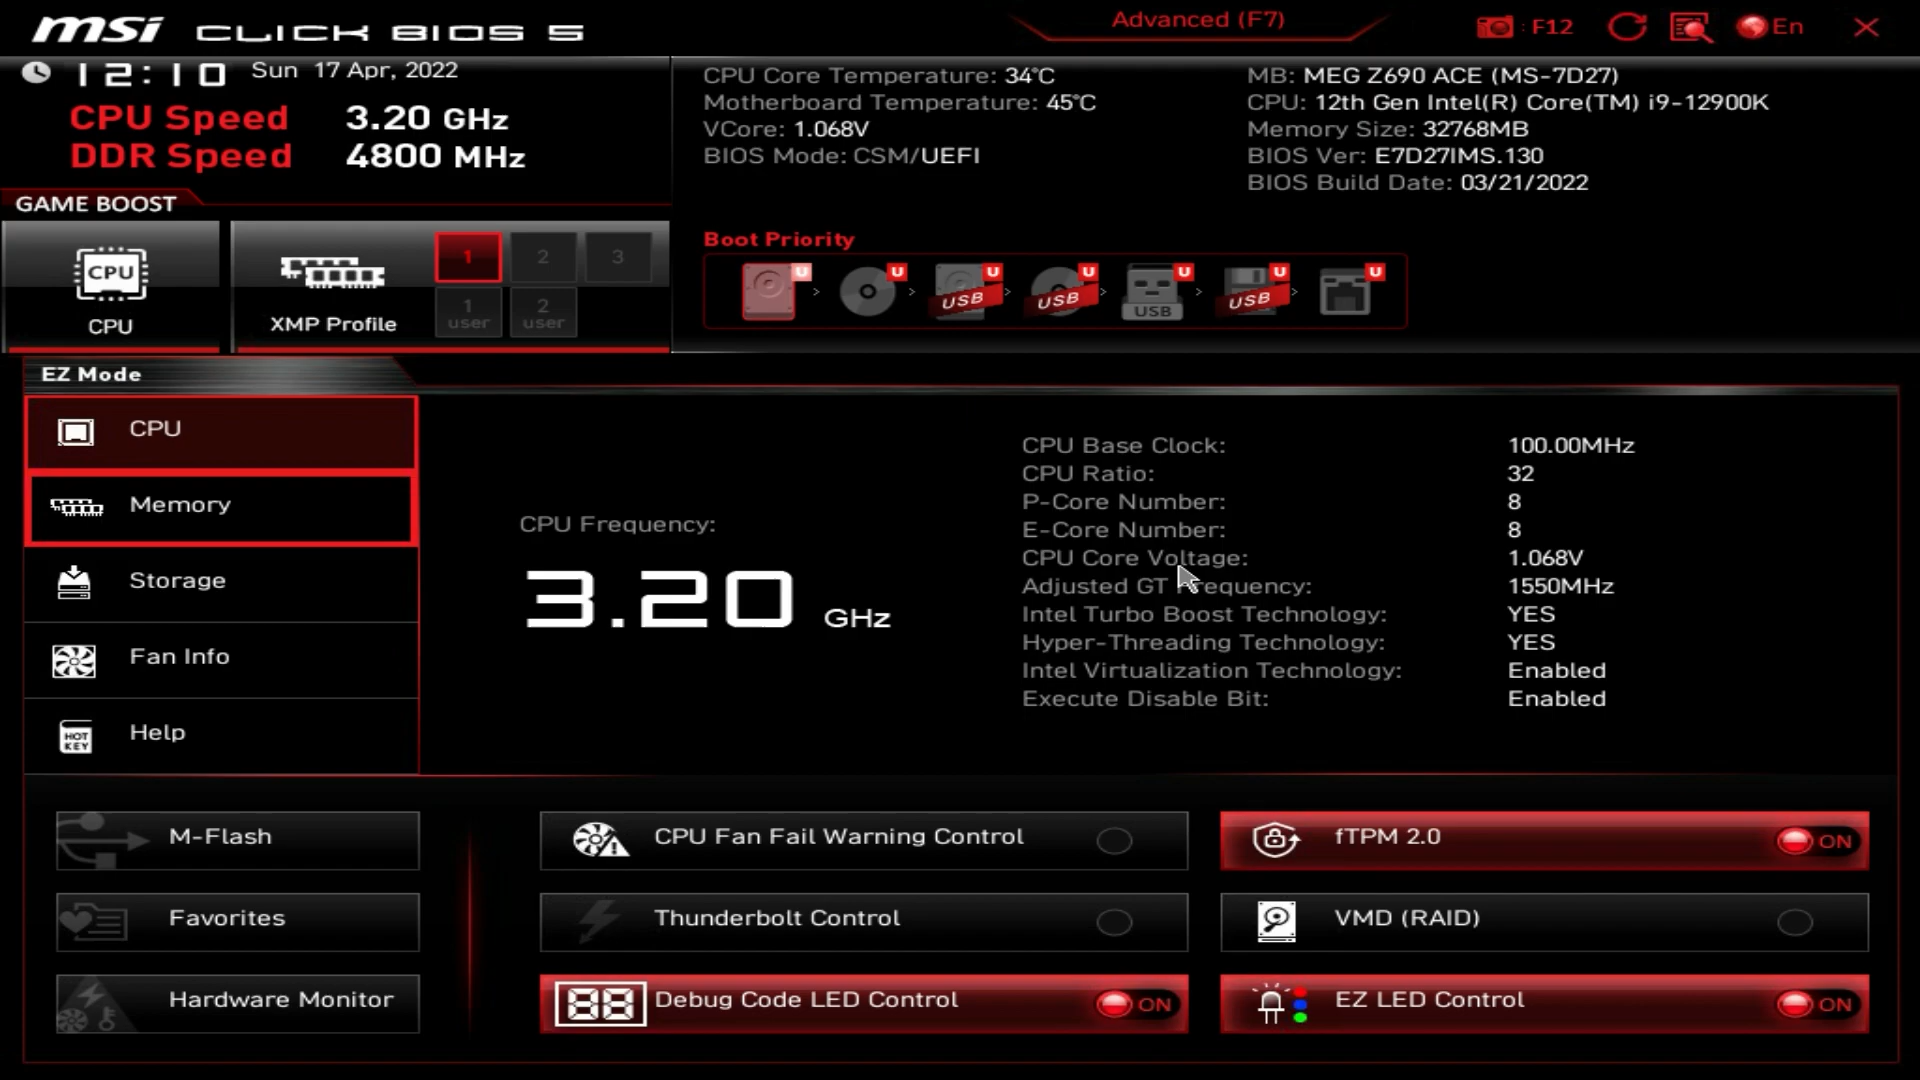 msi CLICK BIOS 5
Advanced (F7)
: F12
En
12:10 Sun 17 Apr, 2022
CPU Speed 3.20 GHz
DDR Speed 4800 MHz
CPU Core Temperature: 34°C
Motherboard Temperature: 45°C
VCore: 1.068V
BIOS Mode: CSM/UEFI
MB: MEG Z690 ACE (MS-7D27)
CPU: 12th Gen Intel(R) Core(TM) i9-12900K
Memory Size: 32768MB
BIOS Ver: E7D27IMS.130
BIOS Build Date: 03/21/2022
GAME BOOST
CPU
CPU
XMP Profile
1 2 3
1 user
2 user
Boot Priority
U U U U U U U
USB USB USB USB
EZ Mode
CPU
Memory
Storage
Fan Info
HOT KEY
Help
CPU Frequency:
3.20 GHz
CPU Base Clock: 100.00MHz
CPU Ratio: 32
P-Core Number: 8
E-Core Number: 8
CPU Core Voltage: 1.068V
Adjusted GT Frequency: 1550MHz
Intel Turbo Boost Technology: YES
Hyper-Threading Technology: YES
Intel Virtualization Technology: Enabled
Execute Disable Bit: Enabled
M-Flash
Favorites
Hardware Monitor
CPU Fan Fail Warning Control
Thunderbolt Control
88 Debug Code LED Control ON
fTPM 2.0 ON
VMD (RAID)
EZ LED Control ON